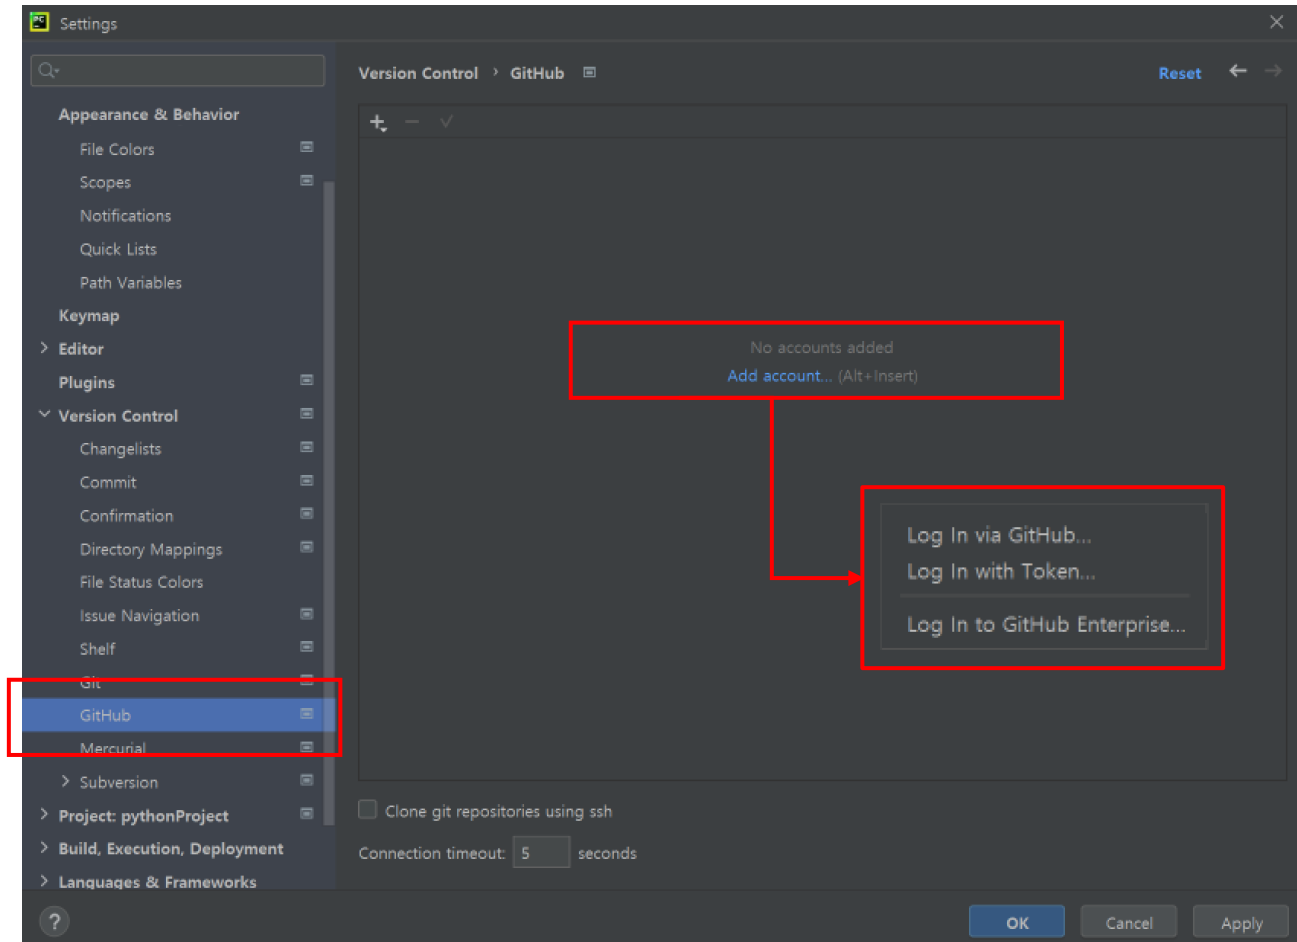 PC
Settings
Version Control › GitHub
Reset
Appearance & Behavior
File Colors
Scopes
Notifications
Quick Lists
Path Variables
Keymap
Editor
Plugins
Version Control
Changelists
Commit
Confirmation
Directory Mappings
File Status Colors
Issue Navigation
Shelf
Git
GitHub
Mercurial
Subversion
Project: pythonProject
Build, Execution, Deployment
Languages & Frameworks
No accounts added
Add account... (Alt+Insert)
Log In via GitHub...
Log In with Token...
Log In to GitHub Enterprise...
Clone git repositories using ssh
Connection timeout: 5 seconds
?
OK
Cancel
Apply